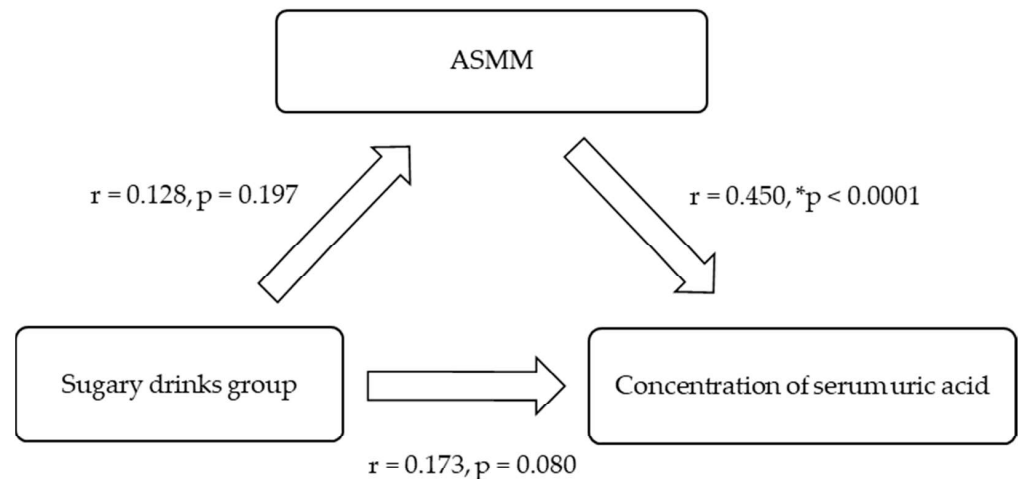 ASMM
r = 0.128, p = 0.197
r = 0.450, *p < 0.0001
Sugary drinks group
Concentration of serum uric acid
r = 0.173, p = 0.080